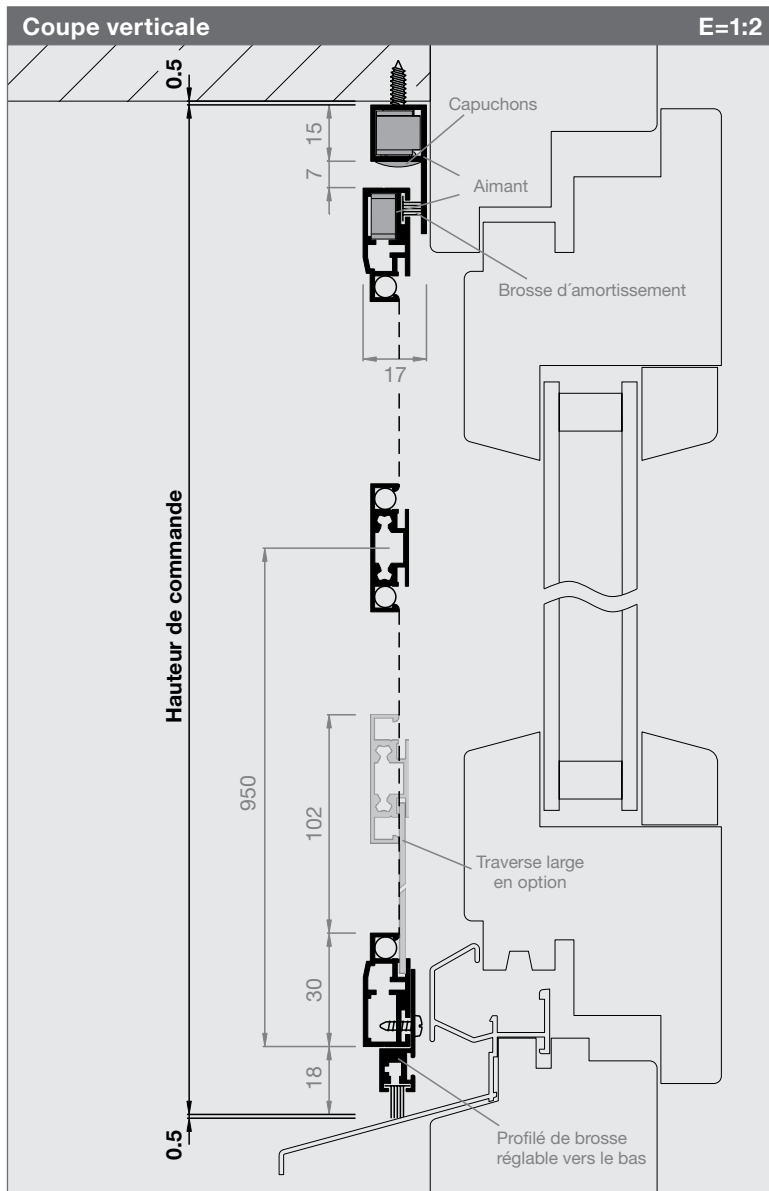 Coupe verticale E=1:2
0.5
Capuchons
15
7
Aimant
Brosse d´amortissement
17
Hauteur de commande
950
102
Traverse large
en option
30
18
0.5
Profilé de brosse
réglable vers le bas